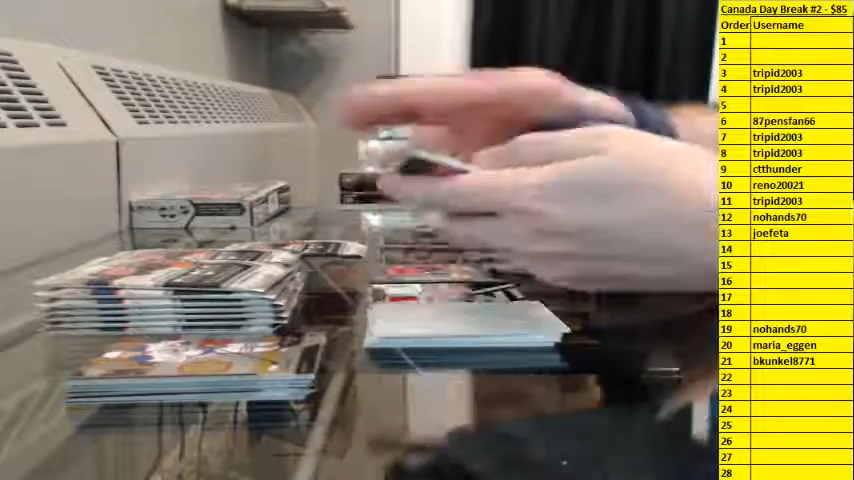 Canada Day Break #2 - $85
Order Username
1
2
3 tripid2003
4 tripid2003
5
6 87pensfan66
7 tripid2003
8 tripid2003
9 ctthunder
10 reno20021
11 tripid2003
12 nohands70
13 joefeta
14
15
16
17
18
19 nohands70
20 maria_eggen
21 bkunkel8771
22
23
24
25
26
27
28